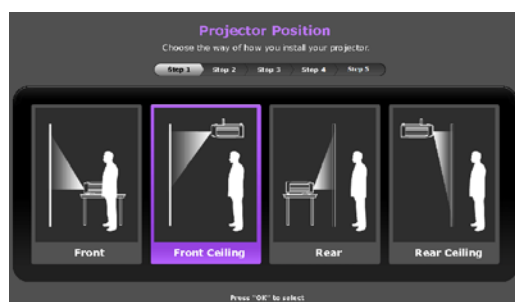 Projector Position
Choose the way of how you install your projector.
Step 1 Step 2 Step 3 Step 4 Step 5
Front Front Ceiling Rear Rear Ceiling
Press "OK" to select